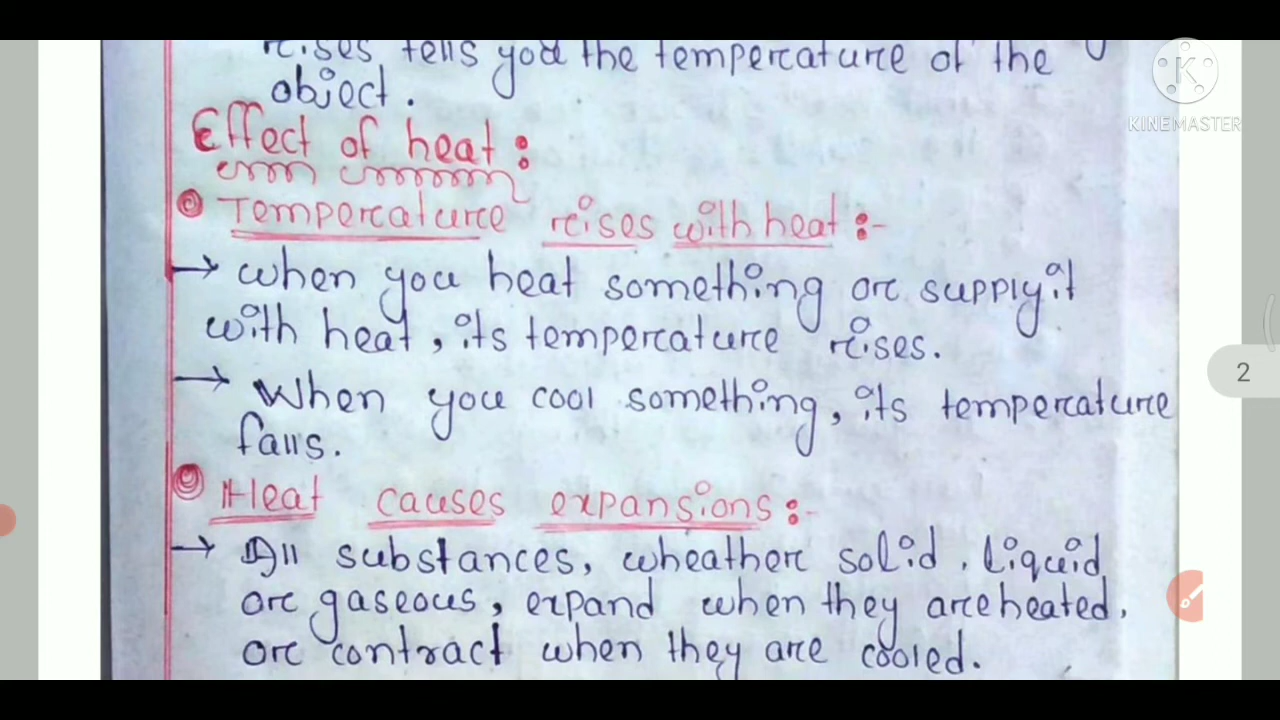 rises tells you the temperature of the
object.
KINEMASTER
Effect of heat:
Temperature rises with heat:-
→ when you heat something or supply it
with heat, its temperature rises.
2
→ When you cool something, its temperature
falls.
Heat causes expansions:-
→ All substances, wheather solid, liquid
or gaseous, expand when they are heated,
or contract when they are cooled.